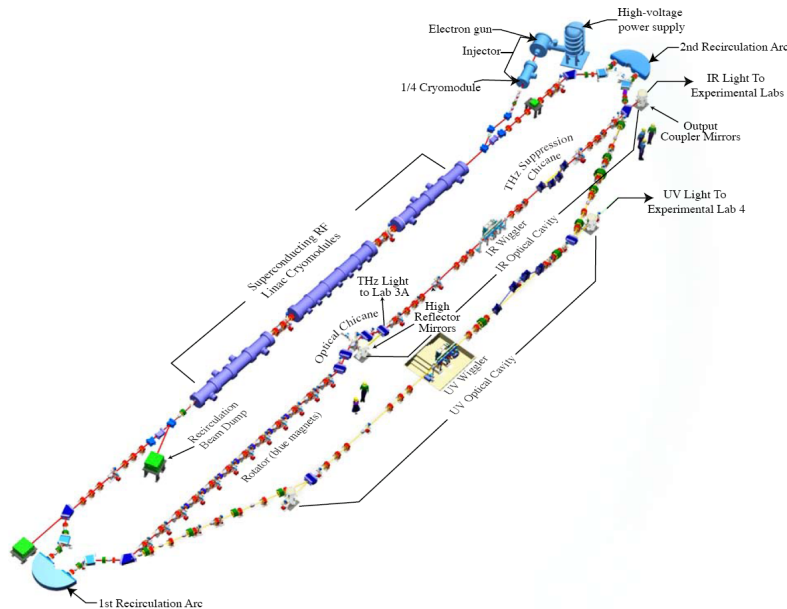 High-voltage
power supply
Electron gun
Injector
1/4 Cryomodule
2nd Recirculation Arc
IR Light To
Experimental Labs
Output
Coupler Mirrors
THz Suppression
Chicane
UV Light To
Experimental Lab 4
Superconducting RF
Linac Cryomodules
IR Wiggler
IR Optical Cavity
THz Light
to Lab 3A
High
Reflector
Mirrors
Optical Chicane
UV Wiggler
UV Optical Cavity
Recirculation
Beam Dump
Rotator (blue magnets)
1st Recirculation Arc